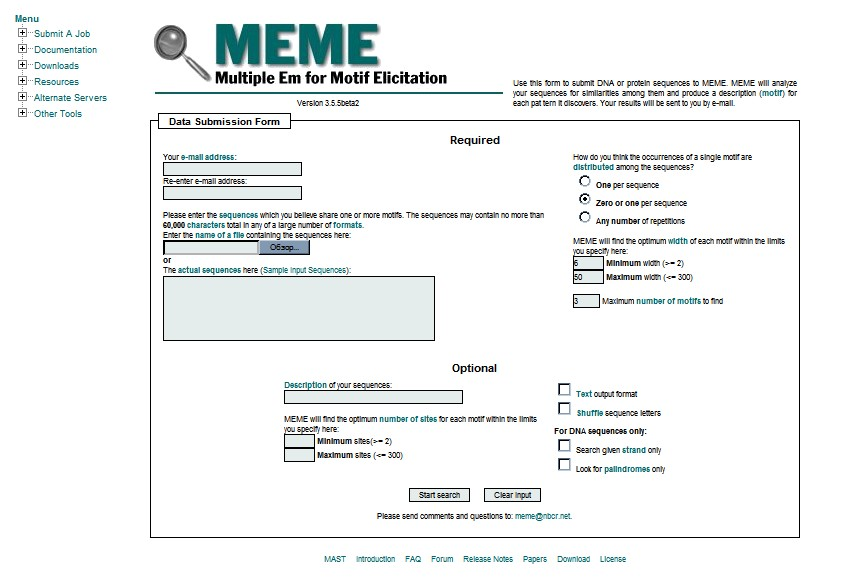 Menu
Submit A Job
Documentation
Downloads
Resources
Alternate Servers
Other Tools
MEME
Multiple Em for Motif Elicitation
Version 3.5.5beta2
Use this form to submit DNA or protein sequences to MEME. MEME will analyze
your sequences for similarities among them and produce a description (motif) for
each pat tern it discovers. Your results will be sent to you by e-mail.
Data Submission Form
Required
Your e-mail address:
Re-enter e-mail address:
Please enter the sequences which you believe share one or more motifs. The sequences may contain no more than
60,000 characters total in any of a large number of formats.
Enter the name of a file containing the sequences here:
Обзор...
or
The actual sequences here (Sample Input Sequences):
How do you think the occurrences of a single motif are
distributed among the sequences?
One per sequence
Zero or one per sequence
Any number of repetitions
MEME will find the optimum width of each motif within the limits
you specify here:
6 Minimum width (>= 2)
50 Maximum width (<= 300)
3 Maximum number of motifs to find
Optional
Description of your sequences:
MEME will find the optimum number of sites for each motif within the limits
you specify here:
Minimum sites(>= 2)
Maximum sites (<= 300)
Text output format
Shuffle sequence letters
For DNA sequences only:
Search given strand only
Look for palindromes only
Start search Clear Input
Please send comments and questions to: meme@nbcr.net.
MAST Introduction FAQ Forum Release Notes Papers Download License